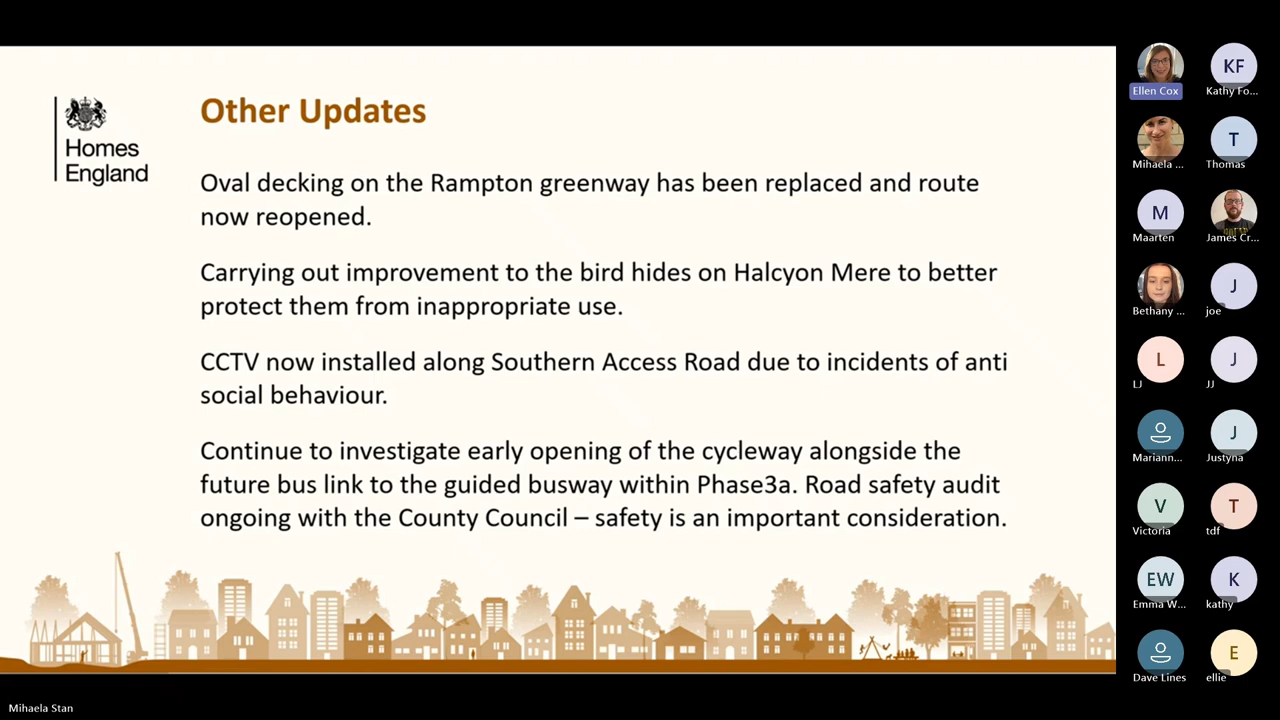 Homes
England
Other Updates
Oval decking on the Rampton greenway has been replaced and route
now reopened.
Carrying out improvement to the bird hides on Halcyon Mere to better
protect them from inappropriate use.
CCTV now installed along Southern Access Road due to incidents of anti
social behaviour.
Continue to investigate early opening of the cycleway alongside the
future bus link to the guided busway within Phase3a. Road safety audit
ongoing with the County Council – safety is an important consideration.
Ellen Cox
KF
Kathy Fo...
Mihaela ...
T
Thomas
M
Maarten
James Cr...
Bethany ...
J
joe
L
LJ
J
JJ
Mariann...
J
Justyna
V
Victoria
T
tdf
EW
Emma W...
K
kathy
Dave Lines
E
ellie
Mihaela Stan